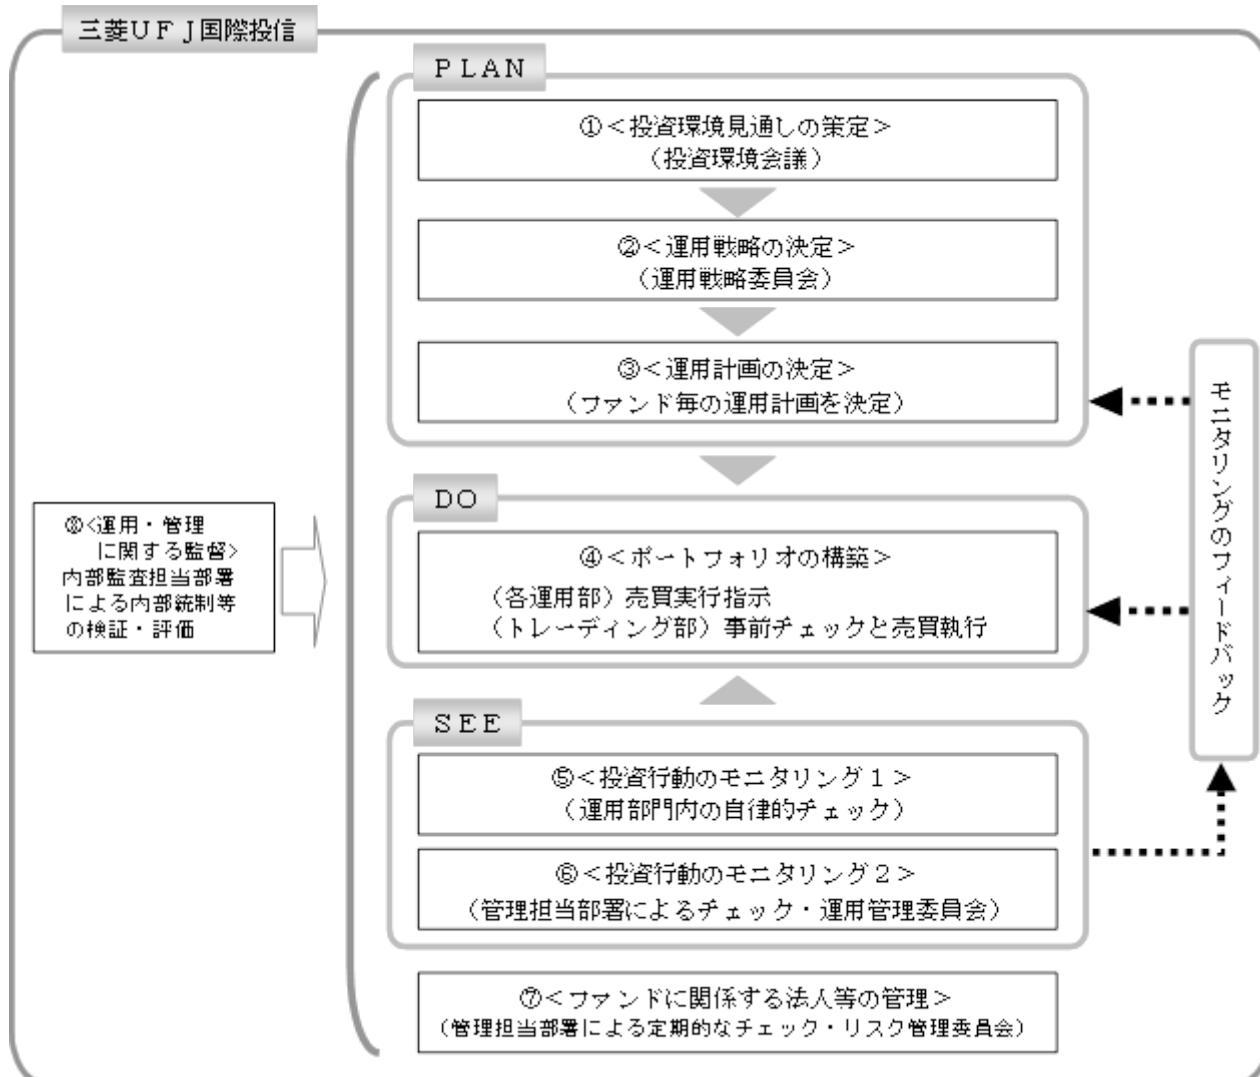 三菱ＵＦＪ国際投信
ＰＬＡＮ
①＜投資環境見通しの策定＞
（投資環境会議）
②＜運用戦略の決定＞
（運用戦略委員会）
③＜運用計画の決定＞
（ファンド毎の運用計画を決定）
ＤＯ
④＜ポートフォリオの構築＞
（各運用部）売買実行指示
（トレーディング部）事前チェックと売買執行
ＳＥＥ
⑤＜投資行動のモニタリング１＞
（運用部門内の自律的チェック）
⑥＜投資行動のモニタリング２＞
（管理担当部署によるチェック・運用管理委員会）
⑦＜ファンドに関係する法人等の管理＞
（管理担当部署による定期的なチェック・リスク管理委員会）
⑧<運用・管理
に関する監督>
内部監査担当部署
による内部統制等
の検証・評価
モニタリングのフィードバック